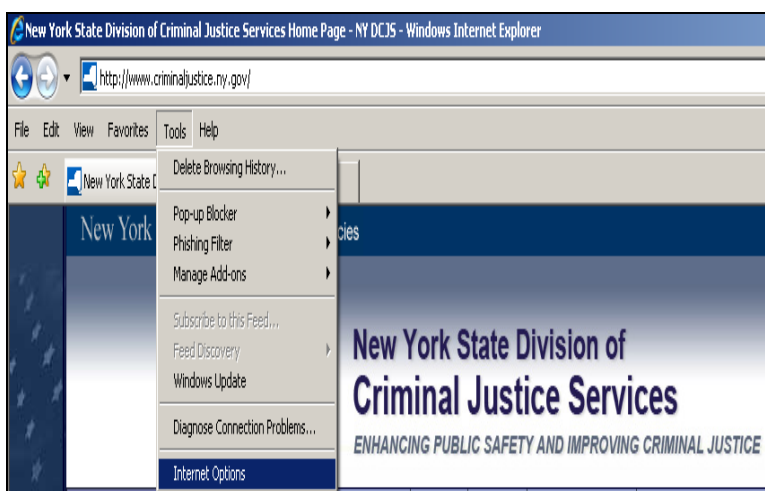 New York State Division of Criminal Justice Services Home Page - NY DCJS - Windows Internet Explorer
http://www.criminaljustice.ny.gov/
File Edit View Favorites Tools Help
New York State D
Delete Browsing History...
Pop-up Blocker
Phishing Filter
Manage Add-ons
Subscribe to this Feed...
Feed Discovery
Windows Update
Diagnose Connection Problems...
Internet Options
New York
cies
New York State Division of
Criminal Justice Services
ENHANCING PUBLIC SAFETY AND IMPROVING CRIMINAL JUSTICE